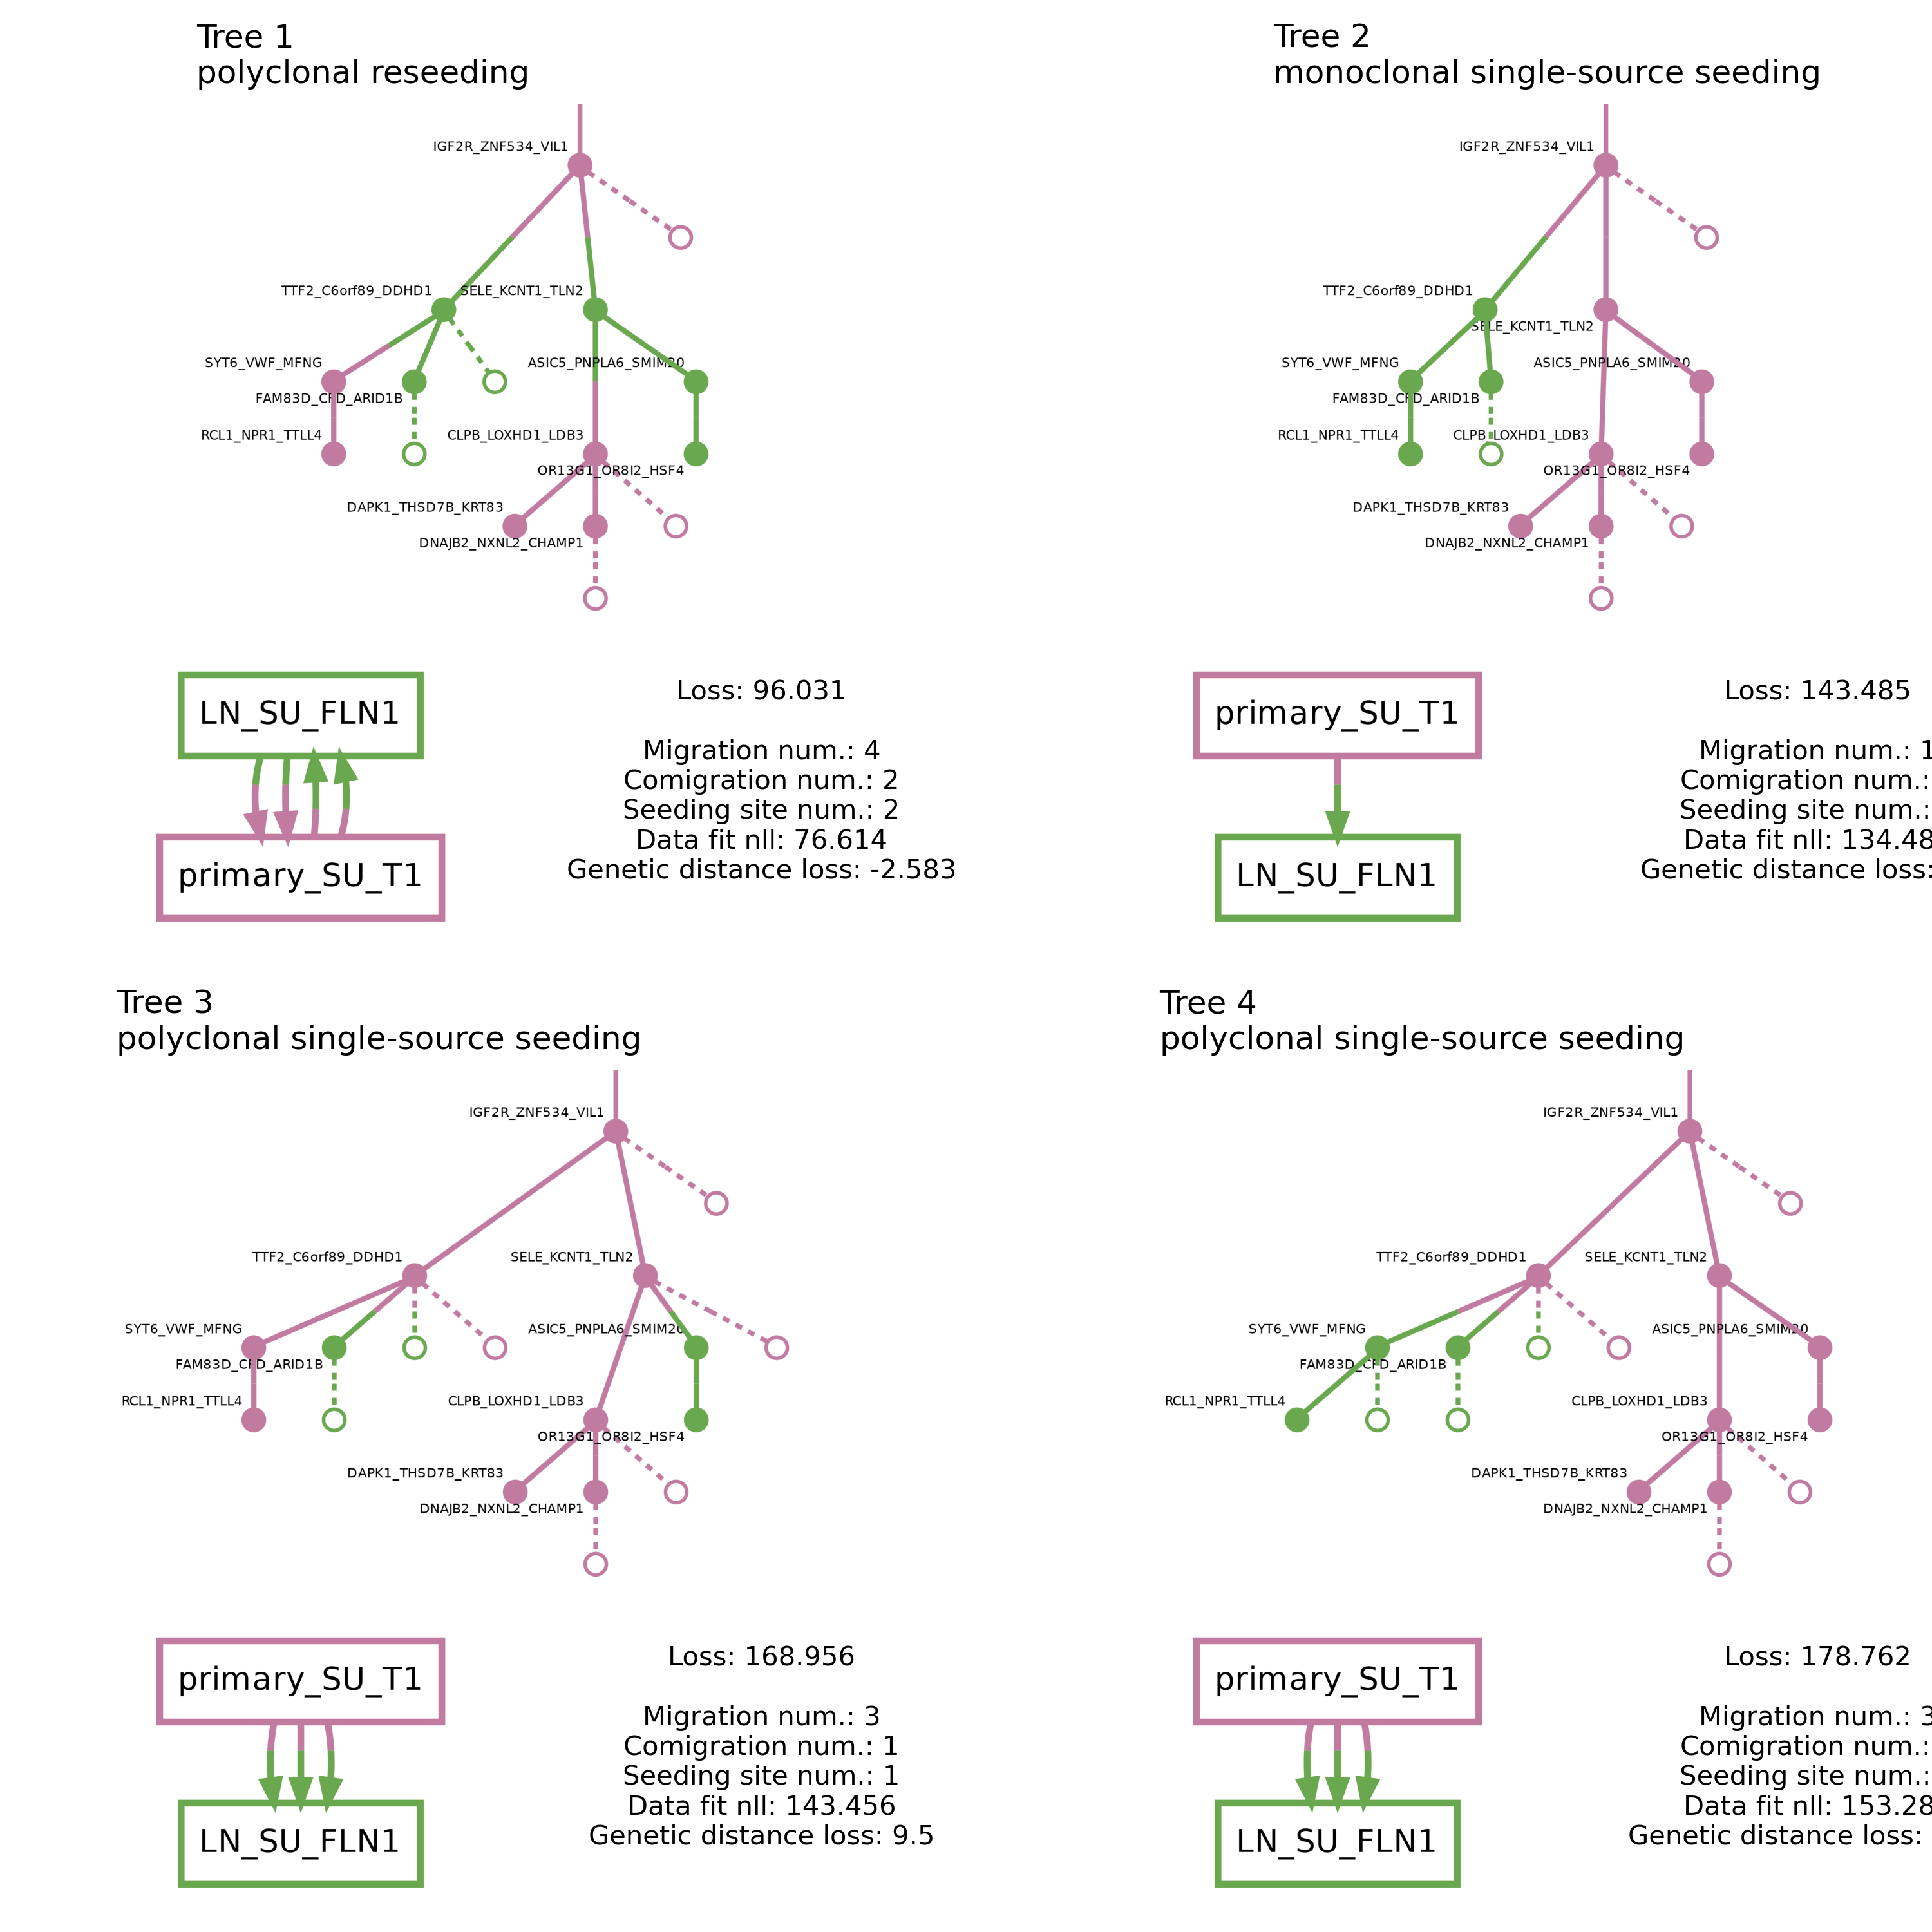 Tree 1
polyclonal reseeding
IGF2R_ZNF534_VIL1
TTF2_C6orf89_DDHD1
SELE_KCNT1_TLN2
SYT6_VWF_MFNG
ASIC5_PNPLA6_SMIM20
FAM83D_CFD_ARID1B
RCL1_NPR1_TTLL4
CLPB_LOXHD1_LDB3
OR13G1_OR8I2_HSF4
DAPK1_THSD7B_KRT83
DNAJB2_NXNL2_CHAMP1
LN_SU_FLN1
primary_SU_T1
Loss: 96.031
Migration num.: 4
Comigration num.: 2
Seeding site num.: 2
Data fit nll: 76.614
Genetic distance loss: -2.583
Tree 2
monoclonal single-source seeding
IGF2R_ZNF534_VIL1
TTF2_C6orf89_DDHD1
SELE_KCNT1_TLN2
SYT6_VWF_MFNG
ASIC5_PNPLA6_SMIM20
FAM83D_CFD_ARID1B
RCL1_NPR1_TTLL4
CLPB_LOXHD1_LDB3
OR13G1_OR8I2_HSF4
DAPK1_THSD7B_KRT83
DNAJB2_NXNL2_CHAMP1
primary_SU_T1
LN_SU_FLN1
Loss: 143.485
Migration num.: 1
Comigration num.:
Seeding site num.:
Data fit nll: 134.48
Genetic distance loss:
Tree 3
polyclonal single-source seeding
IGF2R_ZNF534_VIL1
TTF2_C6orf89_DDHD1
SELE_KCNT1_TLN2
SYT6_VWF_MFNG
ASIC5_PNPLA6_SMIM20
FAM83D_CFD_ARID1B
RCL1_NPR1_TTLL4
CLPB_LOXHD1_LDB3
OR13G1_OR8I2_HSF4
DAPK1_THSD7B_KRT83
DNAJB2_NXNL2_CHAMP1
primary_SU_T1
LN_SU_FLN1
Loss: 168.956
Migration num.: 3
Comigration num.: 1
Seeding site num.: 1
Data fit nll: 143.456
Genetic distance loss: 9.5
Tree 4
polyclonal single-source seeding
IGF2R_ZNF534_VIL1
TTF2_C6orf89_DDHD1
SELE_KCNT1_TLN2
SYT6_VWF_MFNG
ASIC5_PNPLA6_SMIM20
FAM83D_CFD_ARID1B
RCL1_NPR1_TTLL4
CLPB_LOXHD1_LDB3
OR13G1_OR8I2_HSF4
DAPK1_THSD7B_KRT83
DNAJB2_NXNL2_CHAMP1
primary_SU_T1
LN_SU_FLN1
Loss: 178.762
Migration num.: 3
Comigration num.:
Seeding site num.:
Data fit nll: 153.28
Genetic distance loss: